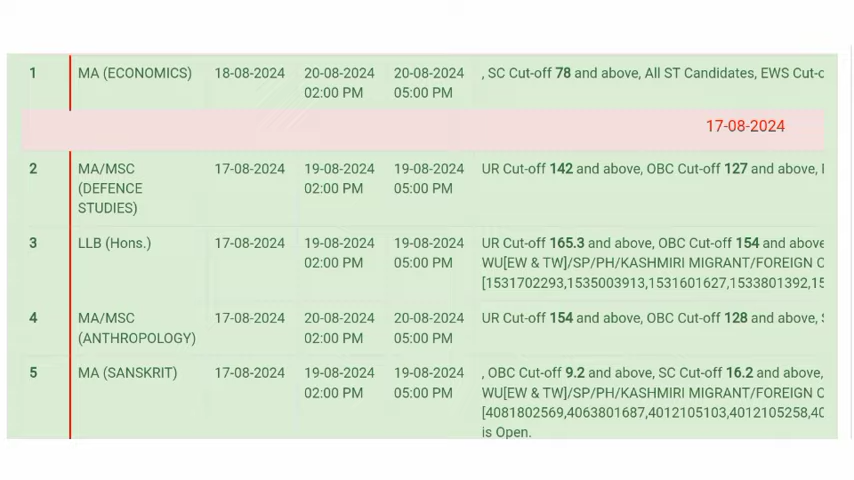 1 MA (ECONOMICS) 18-08-2024 20-08-2024 20-08-2024 , SC Cut-off 78 and above, All ST Candidates, EWS
02:00 PM 05:00 PM
17-08-2024
2 MA/MSC 17-08-2024 19-08-2024 19-08-2024 UR Cut-off 142 and above, OBC Cut-off 127 and above,
(DEFENCE 02:00 PM 05:00 PM
STUDIES)
3 LLB (Hons.) 17-08-2024 19-08-2024 19-08-2024 UR Cut-off 165.3 and above, OBC Cut-off 154 and above
02:00 PM 05:00 PM WU[EW & TW]/SP/PH/KASHMIRI MIGRANT/FOREIGN
[1531702293,1535003913,1531601627,1533801392,15
4 MA/MSC 17-08-2024 20-08-2024 20-08-2024 UR Cut-off 154 and above, OBC Cut-off 128 and above,
(ANTHROPOLOGY) 02:00 PM 05:00 PM
5 MA (SANSKRIT) 17-08-2024 19-08-2024 19-08-2024 , OBC Cut-off 9.2 and above, SC Cut-off 16.2 and above,
02:00 PM 05:00 PM WU[EW & TW]/SP/PH/KASHMIRI MIGRANT/FOREIGN
[4081802569,4063801687,4012105103,4012105258,40
is Open.